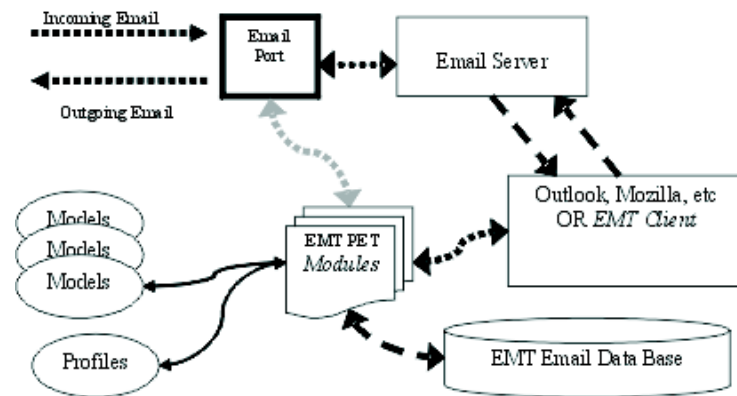 Incoming Email
Email
Port
Email Server
Outgoing Email
Outlook, Mozilla, etc
OR EMT Client
Models
Models
Models
EMT PET
Modules
Profiles
EMT Email Data Base